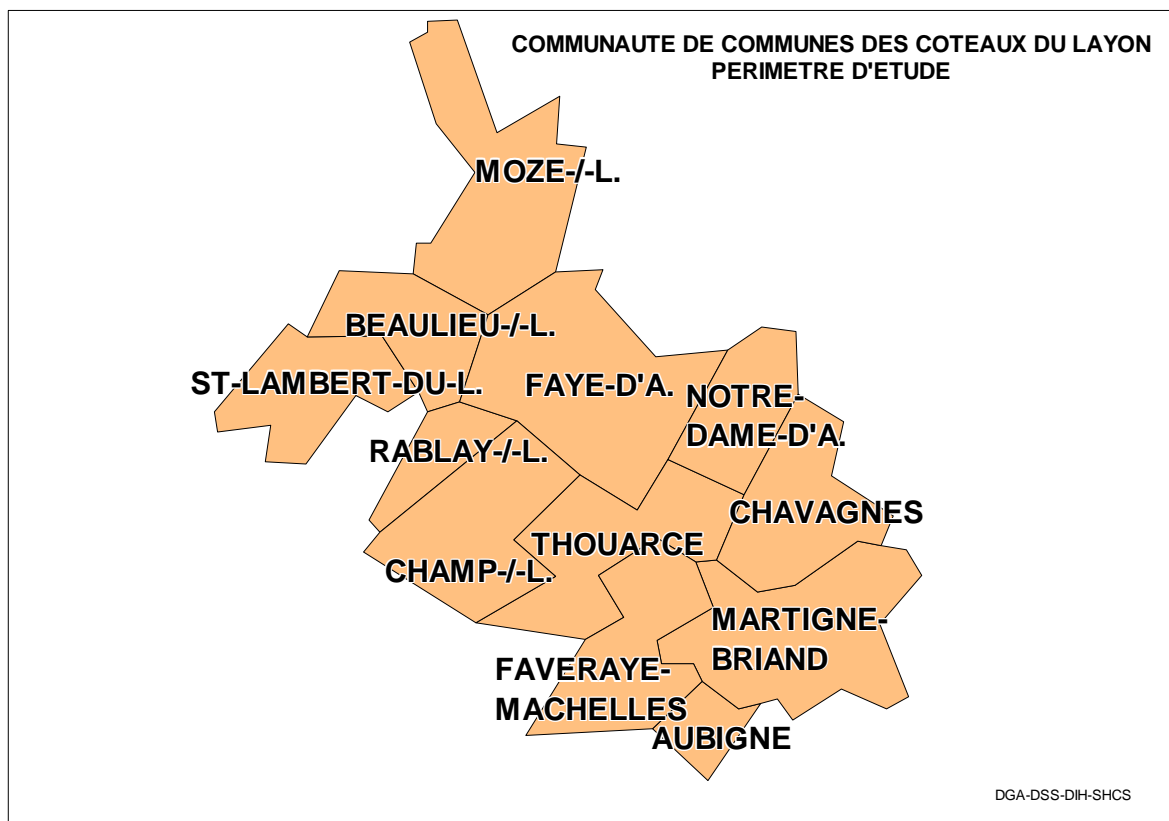 COMMUNAUTE DE COMMUNES DES COTEAUX DU LAYON
PERIMETRE D'ETUDE
MOZE-/-L.
BEAULIEU-/-L.
ST-LAMBERT-DU-L.
FAYE-D'A.
NOTRE-
DAME-D'A.
RABLAY-/-L.
CHAVAGNES
THOUARCE
CHAMP-/-L.
MARTIGNE-
BRIAND
FAVERAYE-
MACHELLES
AUBIGNE
DGA-DSS-DIH-SHCS